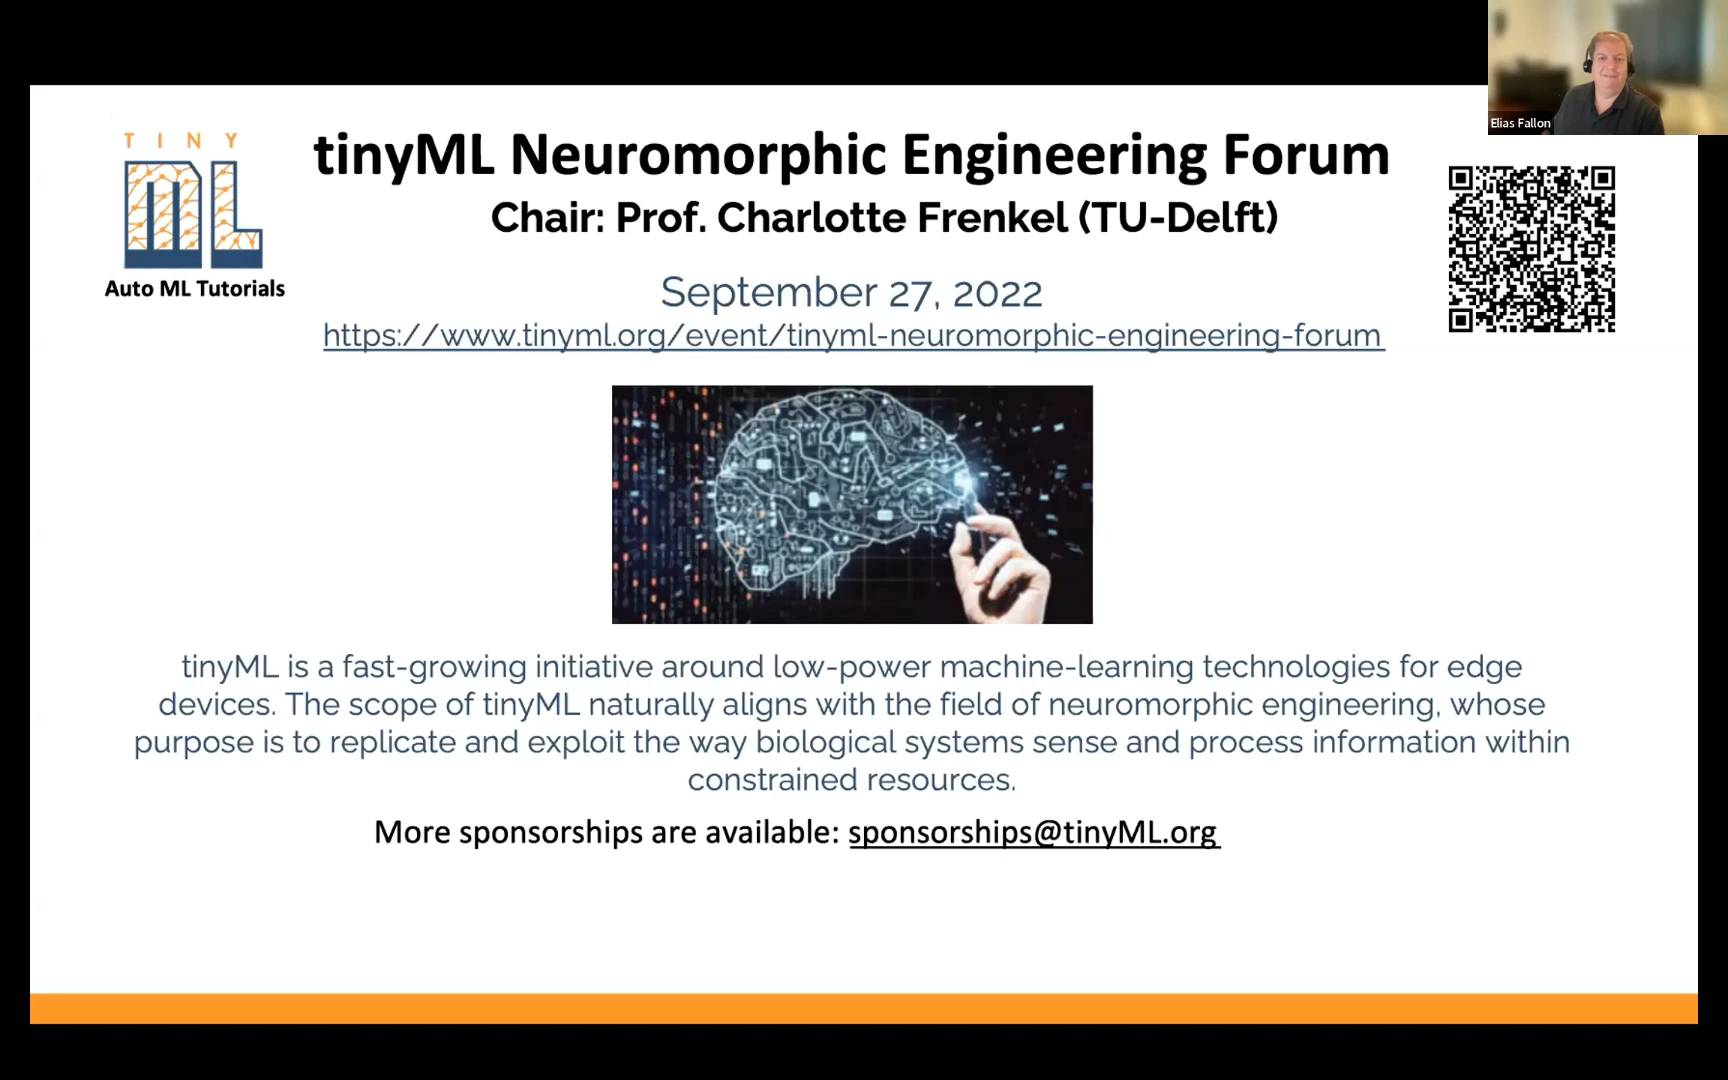 Elias Fallon
TINY
ML
Auto ML Tutorials
tinyML Neuromorphic Engineering Forum
Chair: Prof. Charlotte Frenkel (TU-Delft)
September 27, 2022
https://www.tinyml.org/event/tinyml-neuromorphic-engineering-forum
tinyML is a fast-growing initiative around low-power machine-learning technologies for edge
devices. The scope of tinyML naturally aligns with the field of neuromorphic engineering, whose
purpose is to replicate and exploit the way biological systems sense and process information within
constrained resources.
More sponsorships are available: sponsorships@tinyML.org